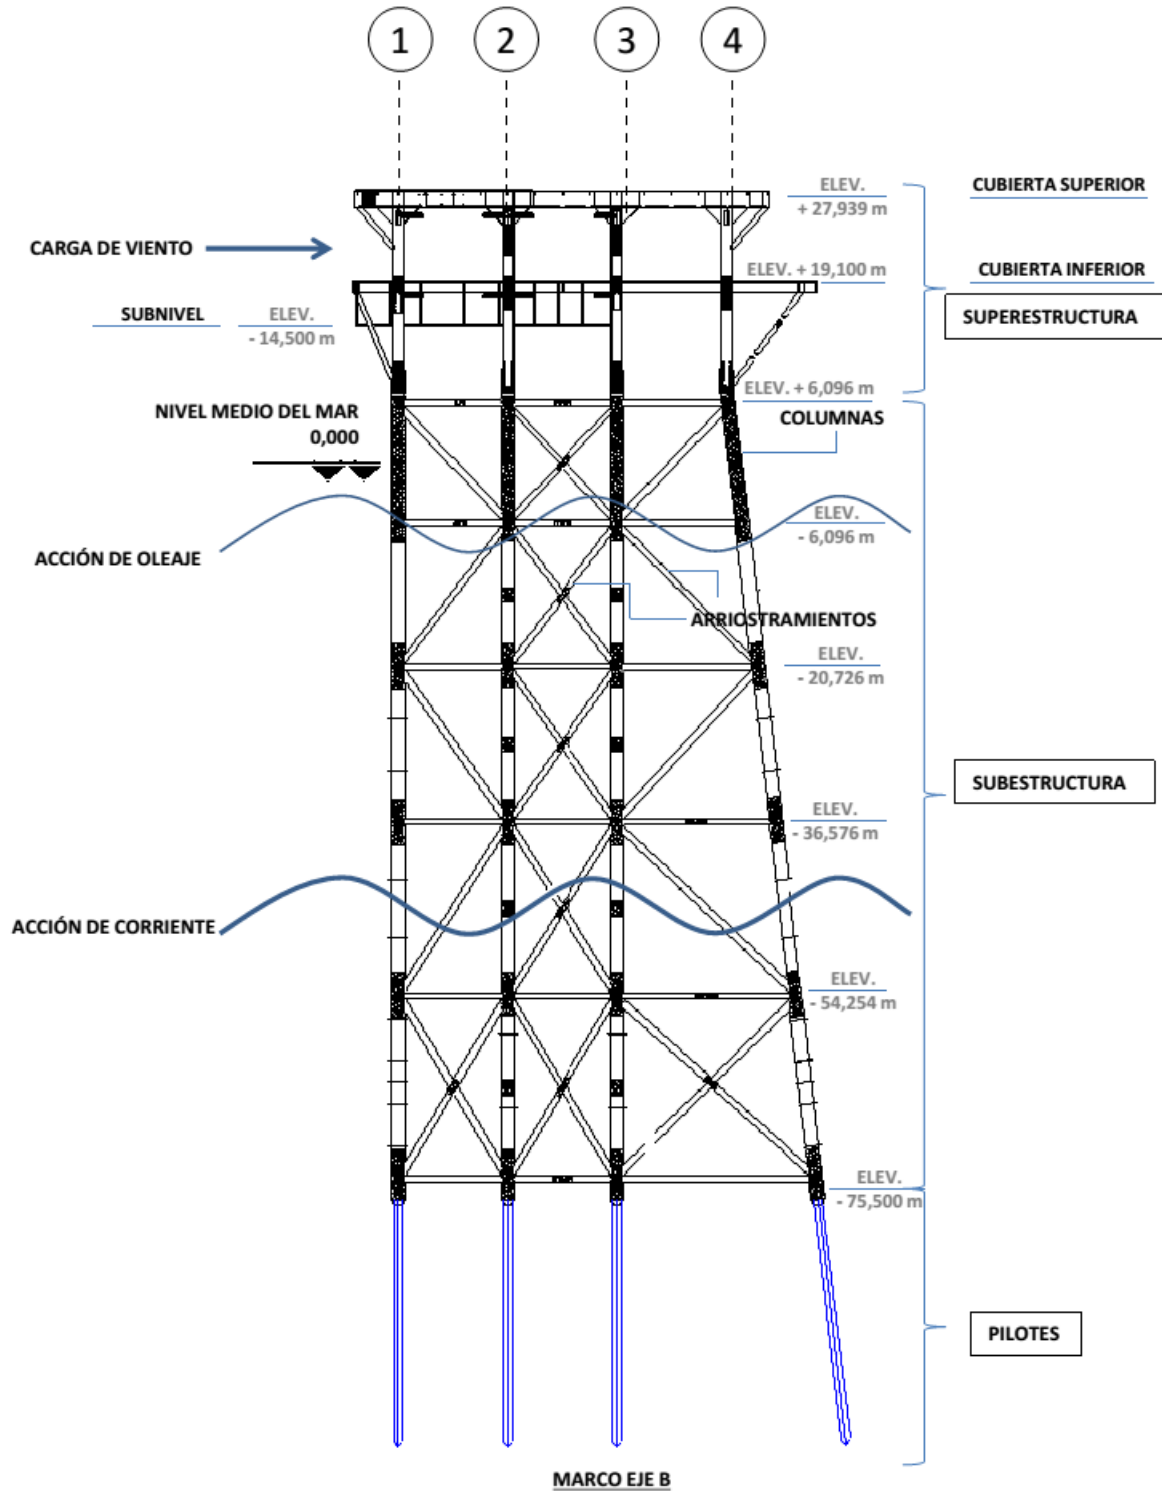 1 2 3 4
ELEV.
+ 27,939 m
CUBIERTA SUPERIOR
CARGA DE VIENTO
ELEV. + 19,100 m
CUBIERTA INFERIOR
SUBNIVEL
ELEV.
- 14,500 m
SUPERESTRUCTURA
ELEV. + 6,096 m
NIVEL MEDIO DEL MAR
0,000
COLUMNAS
ELEV.
- 6,096 m
ACCIÓN DE OLEAJE
ARRIOSTRAMIENTOS
ELEV.
- 20,726 m
SUBESTRUCTURA
ELEV.
- 36,576 m
ACCIÓN DE CORRIENTE
ELEV.
- 54,254 m
ELEV.
- 75,500 m
PILOTES
MARCO EJE B